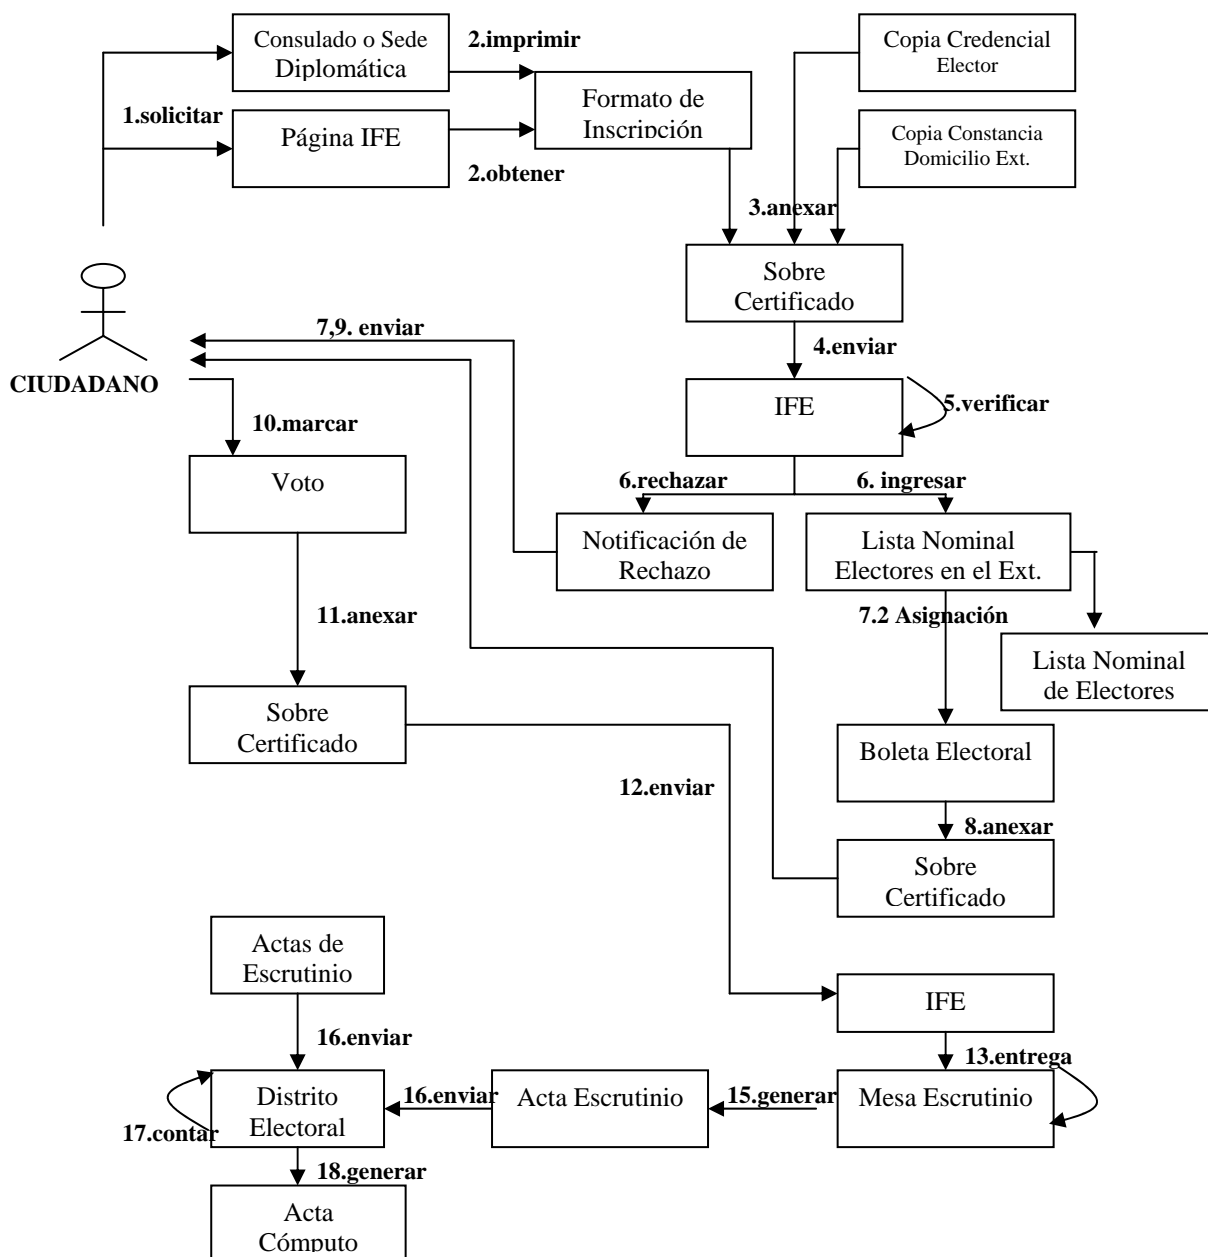 Consulado o Sede
Diplomática
2.imprimir
Copia Credencial
Elector
1.solicitar
Página IFE
2.obtener
Formato de
Inscripción
Copia Constancia
Domicilio Ext.
3.anexar
Sobre
Certificado
4.enviar
CIUDADANO
7,9. enviar
IFE
5.verificar
10.marcar
Voto
6.rechazar
6. ingresar
Notificación de
Rechazo
Lista Nominal
Electores en el Ext.
7.2 Asignación
Lista Nominal
de Electores
11.anexar
Sobre
Certificado
Boleta Electoral
12.enviar
8.anexar
Sobre
Certificado
Actas de
Escrutinio
IFE
16.enviar
13.entrega
Distrito
Electoral
16.enviar
Acta Escrutinio
15.generar
Mesa Escrutinio
17.contar
18.generar
Acta
Cómputo